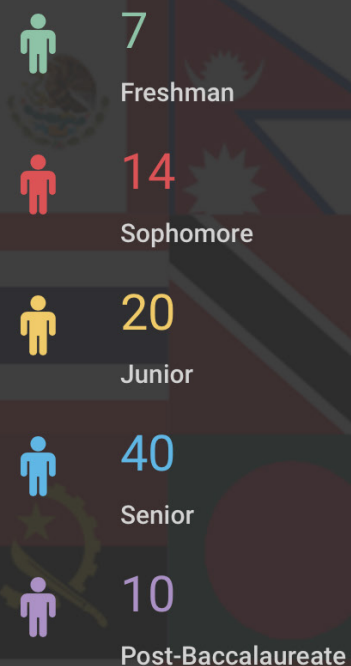 7
Freshman
14
Sophomore
20
Junior
40
Senior
10
Post-Baccalaureate